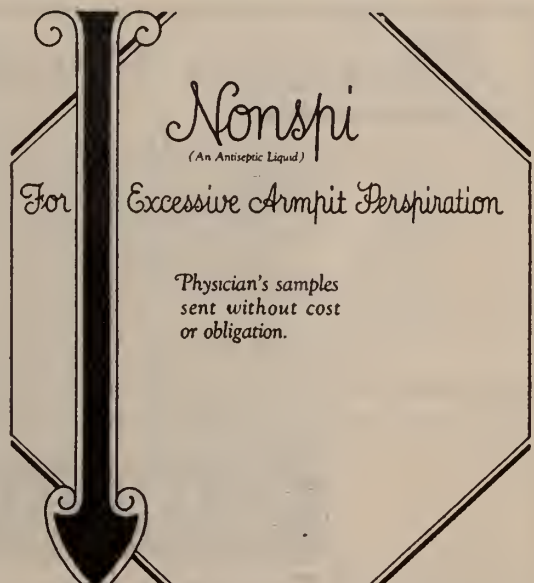 Nonspi
(An Antiseptic Liquid)
For Excessive Armpit Perspiration
Physician's samples
sent without cost
or obligation.